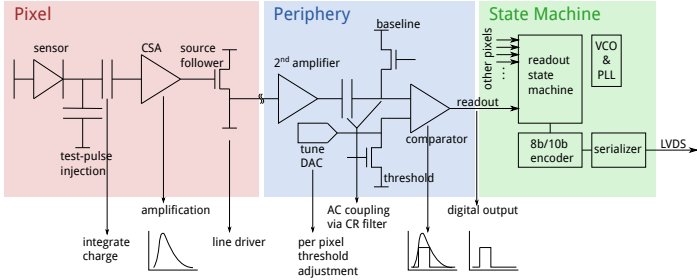 Pixel
Periphery
State Machine
sensor
CSA
source
follower
test-pulse
injection
2nd amplifier
baseline
tune
DAC
comparator
threshold
readout
other pixels
...
readout
state
machine
VCO
&
PLL
8b/10b
encoder
serializer
LVDS
integrate
charge
amplification
line driver
per pixel
threshold
adjustment
AC coupling
via CR filter
digital output